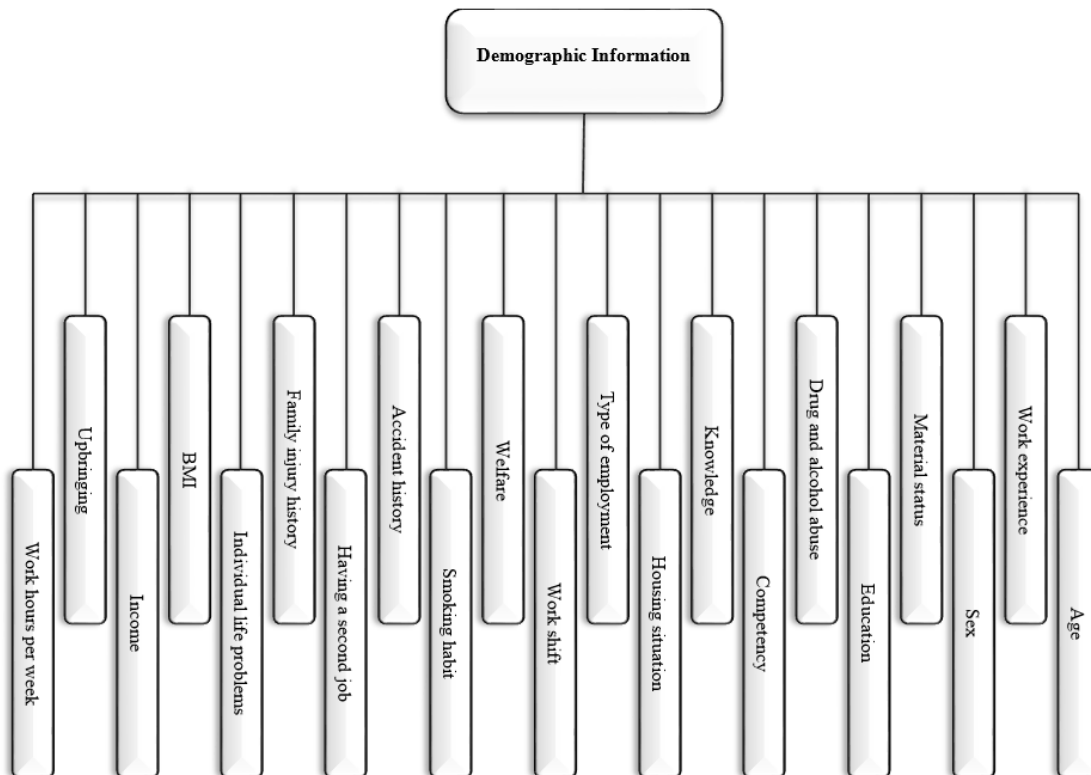 Demographic Information
Work hours per week
Upbringing
Income
BMI
Individual life problems
Family injury history
Having a second job
Accident history
Smoking habit
Welfare
Work shift
Type of employment
Housing situation
Knowledge
Competency
Drug and alcohol abuse
Education
Material status
Sex
Work experience
Age